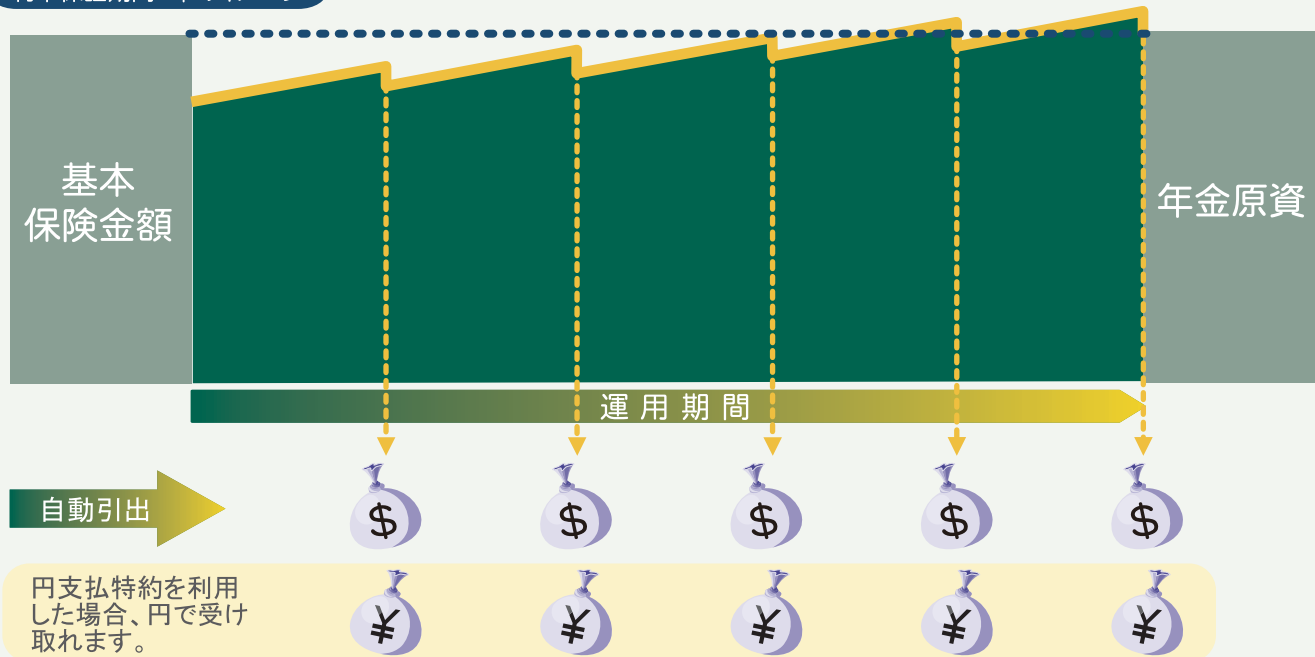 基本
保険金額
年金原資
運用期間
自動引出
$ $ $ $ $
円支払特約を利用
した場合、円で受け
取れます。
¥ ¥ ¥ ¥ ¥